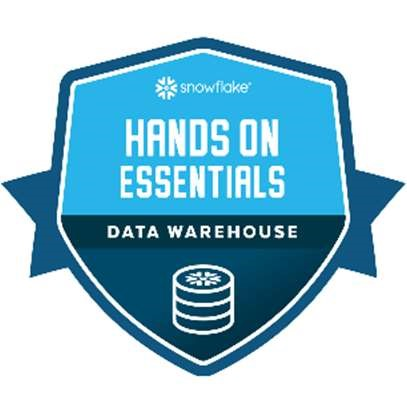 snowflake®
HANDS ON
ESSENTIALS
DATA WAREHOUSE